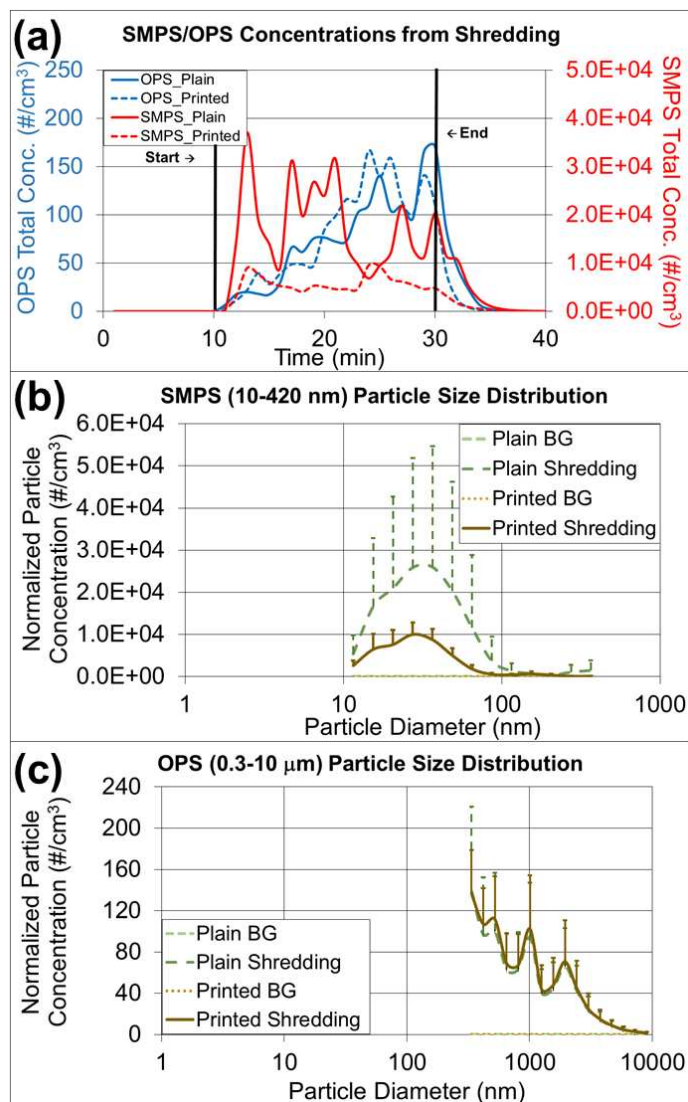 (a)
SMPS/OPS Concentrations from Shredding
OPS Total Conc. (#/cm³)
250
200
150
100
50
0
OPS_Plain
OPS_Printed
SMPS_Plain
SMPS_Printed
Start →
← End
5.0E+04
4.0E+04
3.0E+04
2.0E+04
1.0E+04
0.0E+00
SMPS Total Conc. (#/cm³)
0 10 20 30 40
Time (min)
(b)
SMPS (10-420 nm) Particle Size Distribution
Normalized Particle
Concentration (#/cm³)
6.0E+04
5.0E+04
4.0E+04
3.0E+04
2.0E+04
1.0E+04
0.0E+00
Plain BG
Plain Shredding
Printed BG
Printed Shredding
1 10 100 1000
Particle Diameter (nm)
(c)
OPS (0.3-10 μm) Particle Size Distribution
Normalized Particle
Concentration (#/cm³)
240
200
160
120
80
40
0
Plain BG
Plain Shredding
Printed BG
Printed Shredding
1 10 100 1000 10000
Particle Diameter (nm)